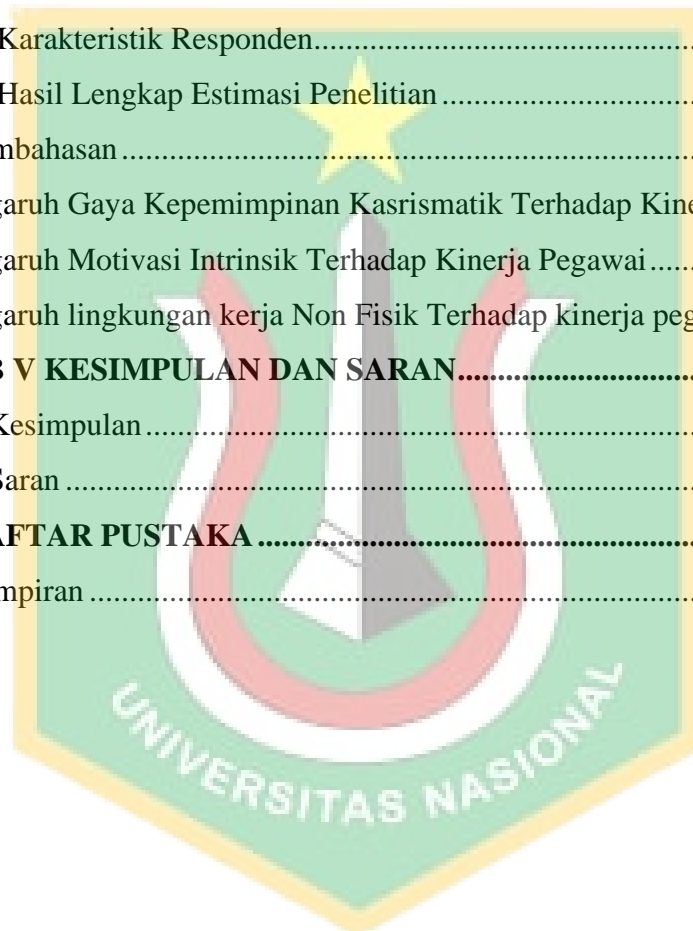 Karakteristik Responden..............................................
Hasil Lengkap Estimasi Penelitian..............................
mbahasan......................................................................
garuh Gaya Kepemimpinan Kasrismatik Terhadap Kine
garuh Motivasi Intrinsik Terhadap Kinerja Pegawai......
garuh lingkungan kerja Non Fisik Terhadap kinerja peg
B V KESIMPULAN DAN SARAN..............................
Kesimpulan...................................................................
Saran.............................................................................
AFTAR PUSTAKA......................................................
mpiran..........................................................................
UNIVERSITAS NASIONAL